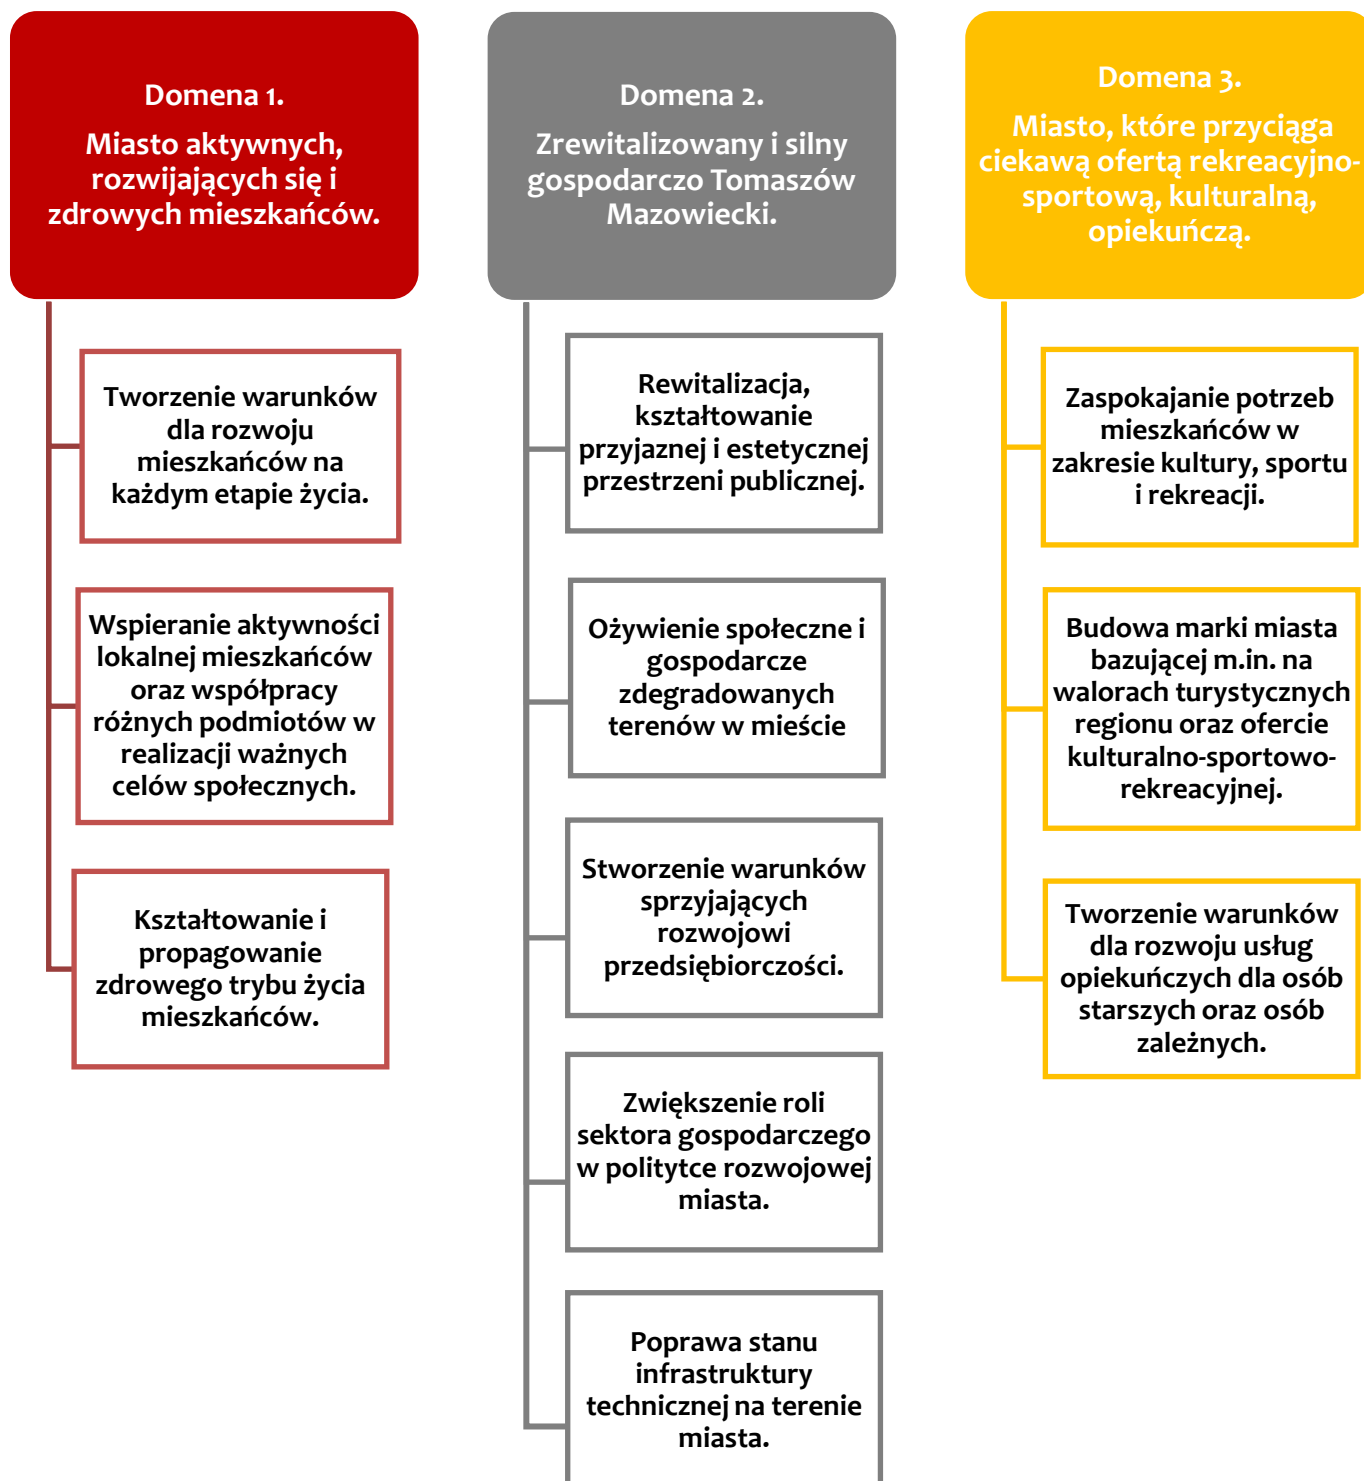 Domena 1.
Miasto aktywnych,
rozwijających się i
zdrowych mieszkańców.
Tworzenie warunków
dla rozwoju
mieszkańców na
każdym etapie życia.
Wspieranie aktywności
lokalnej mieszkańców
oraz współpracy
różnych podmiotów w
realizacji ważnych
celów społecznych.
Kształtowanie i
propagowanie
zdrowego trybu życia
mieszkańców.
Domena 2.
Zrewitalizowany i silny
gospodarczo Tomaszów
Mazowiecki.
Rewitalizacja,
kształtowanie
przyjaznej i estetycznej
przestrzeni publicznej.
Ożywienie społeczne i
gospodarcze
zdegradowanych
terenów w mieście
Stworzenie warunków
sprzyjających
rozwojowi
przedsiębiorczości.
Zwiększenie roli
sektora gospodarczego
w politytce rozwojowej
miasta.
Poprawa stanu
infrastruktury
technicznej na terenie
miasta.
Domena 3.
Miasto, które przyciąga
ciekawą ofertą rekreacyjno-
sportową, kulturalną,
opiekuńczą.
Zaspokajanie potrzeb
mieszkańców w
zakresie kultury, sportu
i rekreacji.
Budowa marki miasta
bazującej m.in. na
walorach turystycznych
regionu oraz ofercie
kulturalno-sportowo-
rekreacyjnej.
Tworzenie warunków
dla rozwoju usług
opiekuńczych dla osób
starszych oraz osób
zależnych.